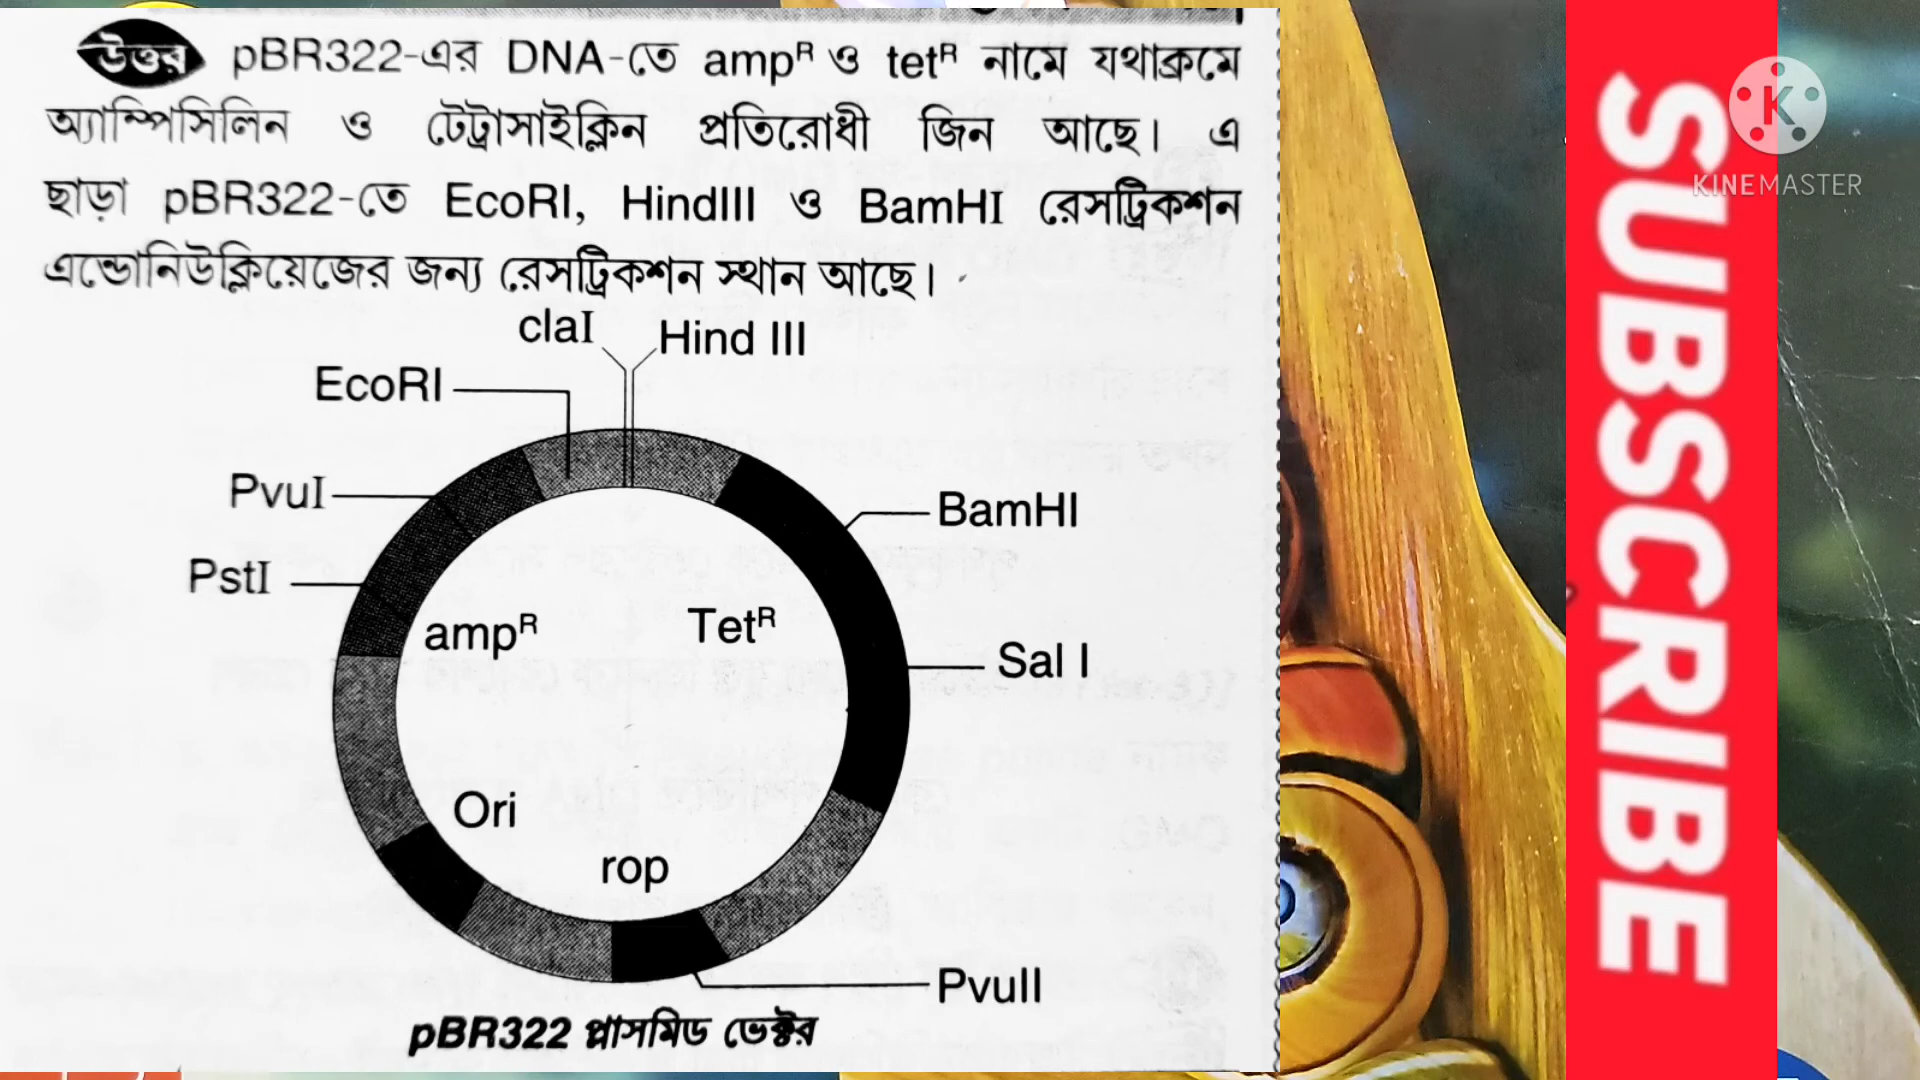 উত্তর pBR322-এর DNA-তে ampᴿ ও tetᴿ নামে যথাক্রমে
অ্যাম্পিসিলিন ও টেট্রাসাইক্লিন প্রতিরোধী জিন আছে। এ
ছাড়া pBR322-তে EcoRI, HindIII ও BamHI রেসট্রিকশন
এন্ডোনিউক্লিয়েজের জন্য রেসট্রিকশন স্থান আছে।
claI
Hind III
EcoRI
PvuI
BamHI
PstI
ampᴿ
Tetᴿ
Sal I
Ori
rop
PvuII
pBR322 প্লাসমিড ভেক্টর
SUBSCRIBE
K
KINEMASTER